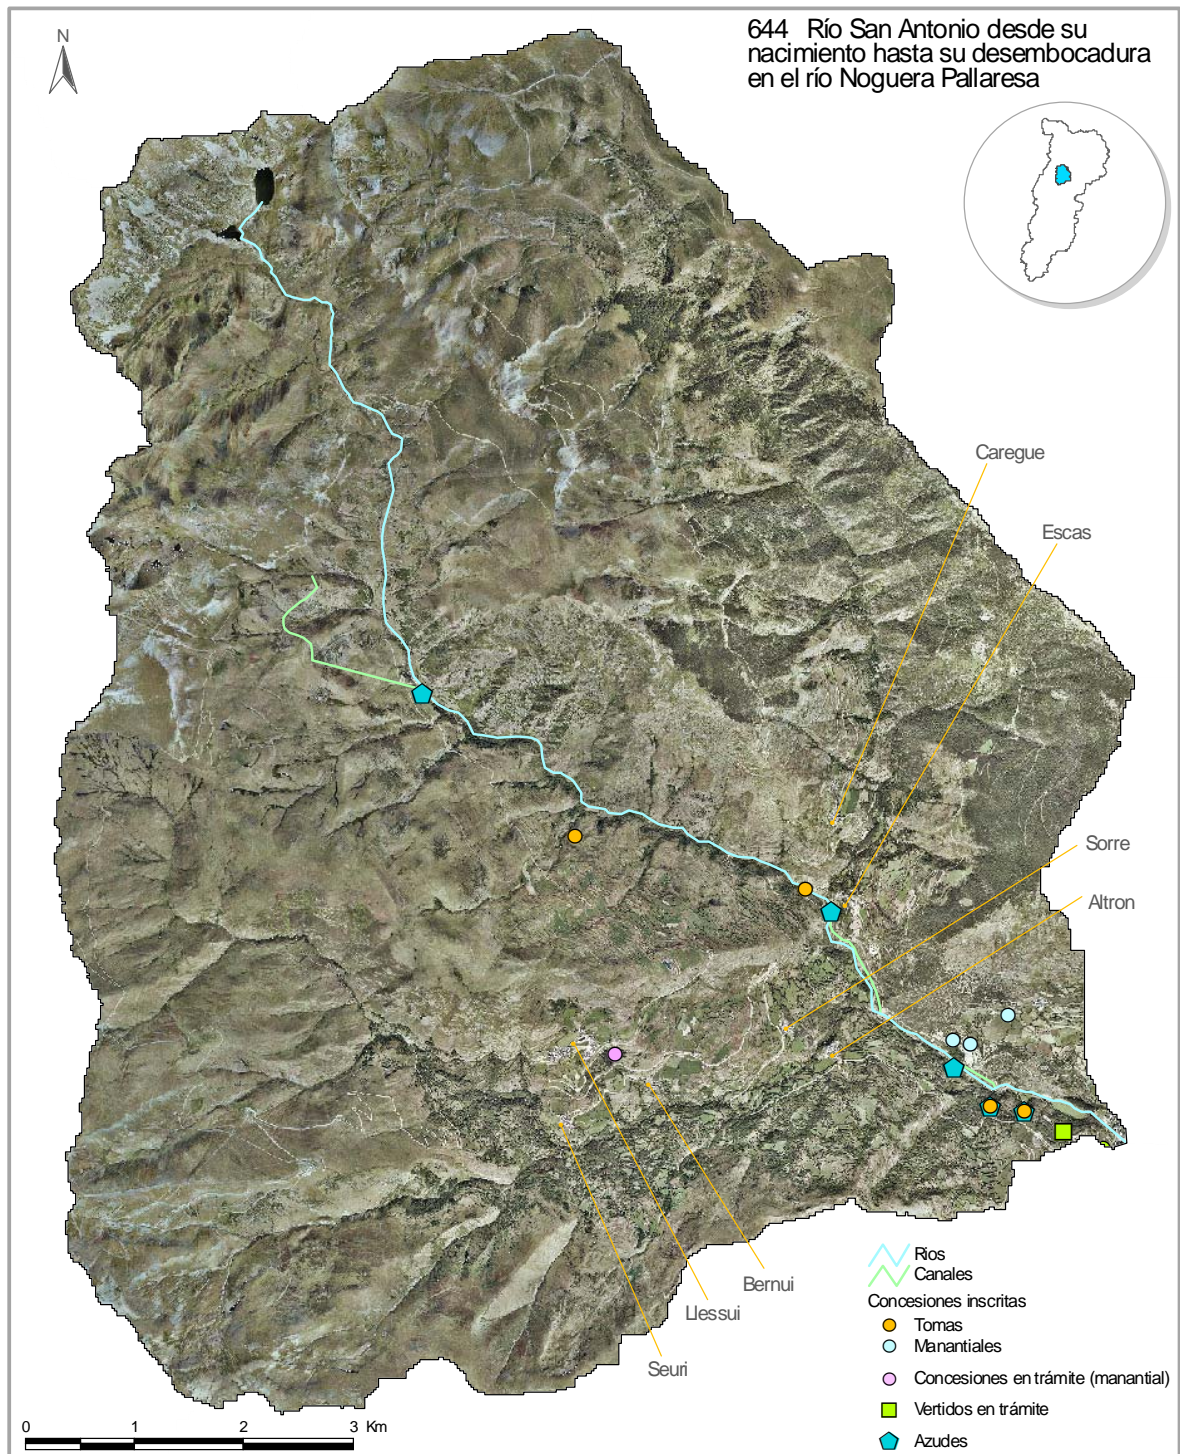 644 Río San Antonio desde su
nacimiento hasta su desembocadura
en el río Noguera Pallaresa
N
Caregue
Escas
Sorre
Altron
Bernui
Llessui
Seuri
Ríos
Canales
Concesiones inscritas
Tomas
Manantiales
Concesiones en trámite (manantial)
Vertidos en trámite
Azudes
0 1 2 3 Km